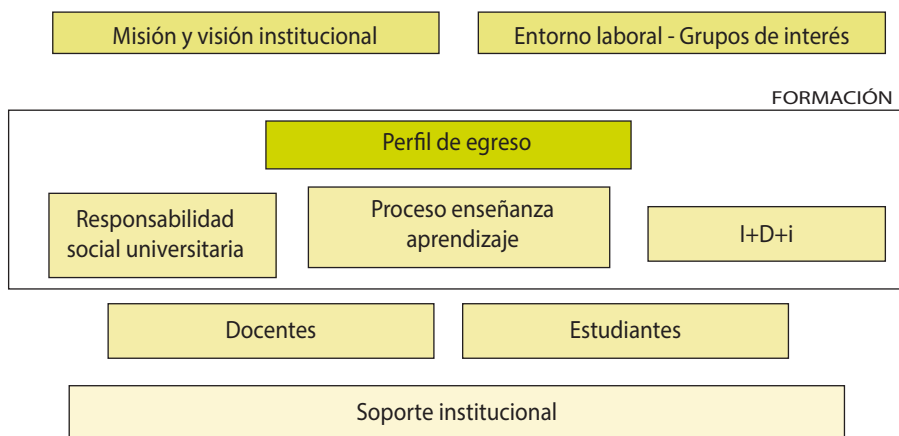 Misión y visión institucional
Entorno laboral - Grupos de interés
FORMACIÓN
Perfil de egreso
Responsabilidad
social universitaria
Proceso enseñanza
aprendizaje
I+D+i
Docentes
Estudiantes
Soporte institucional